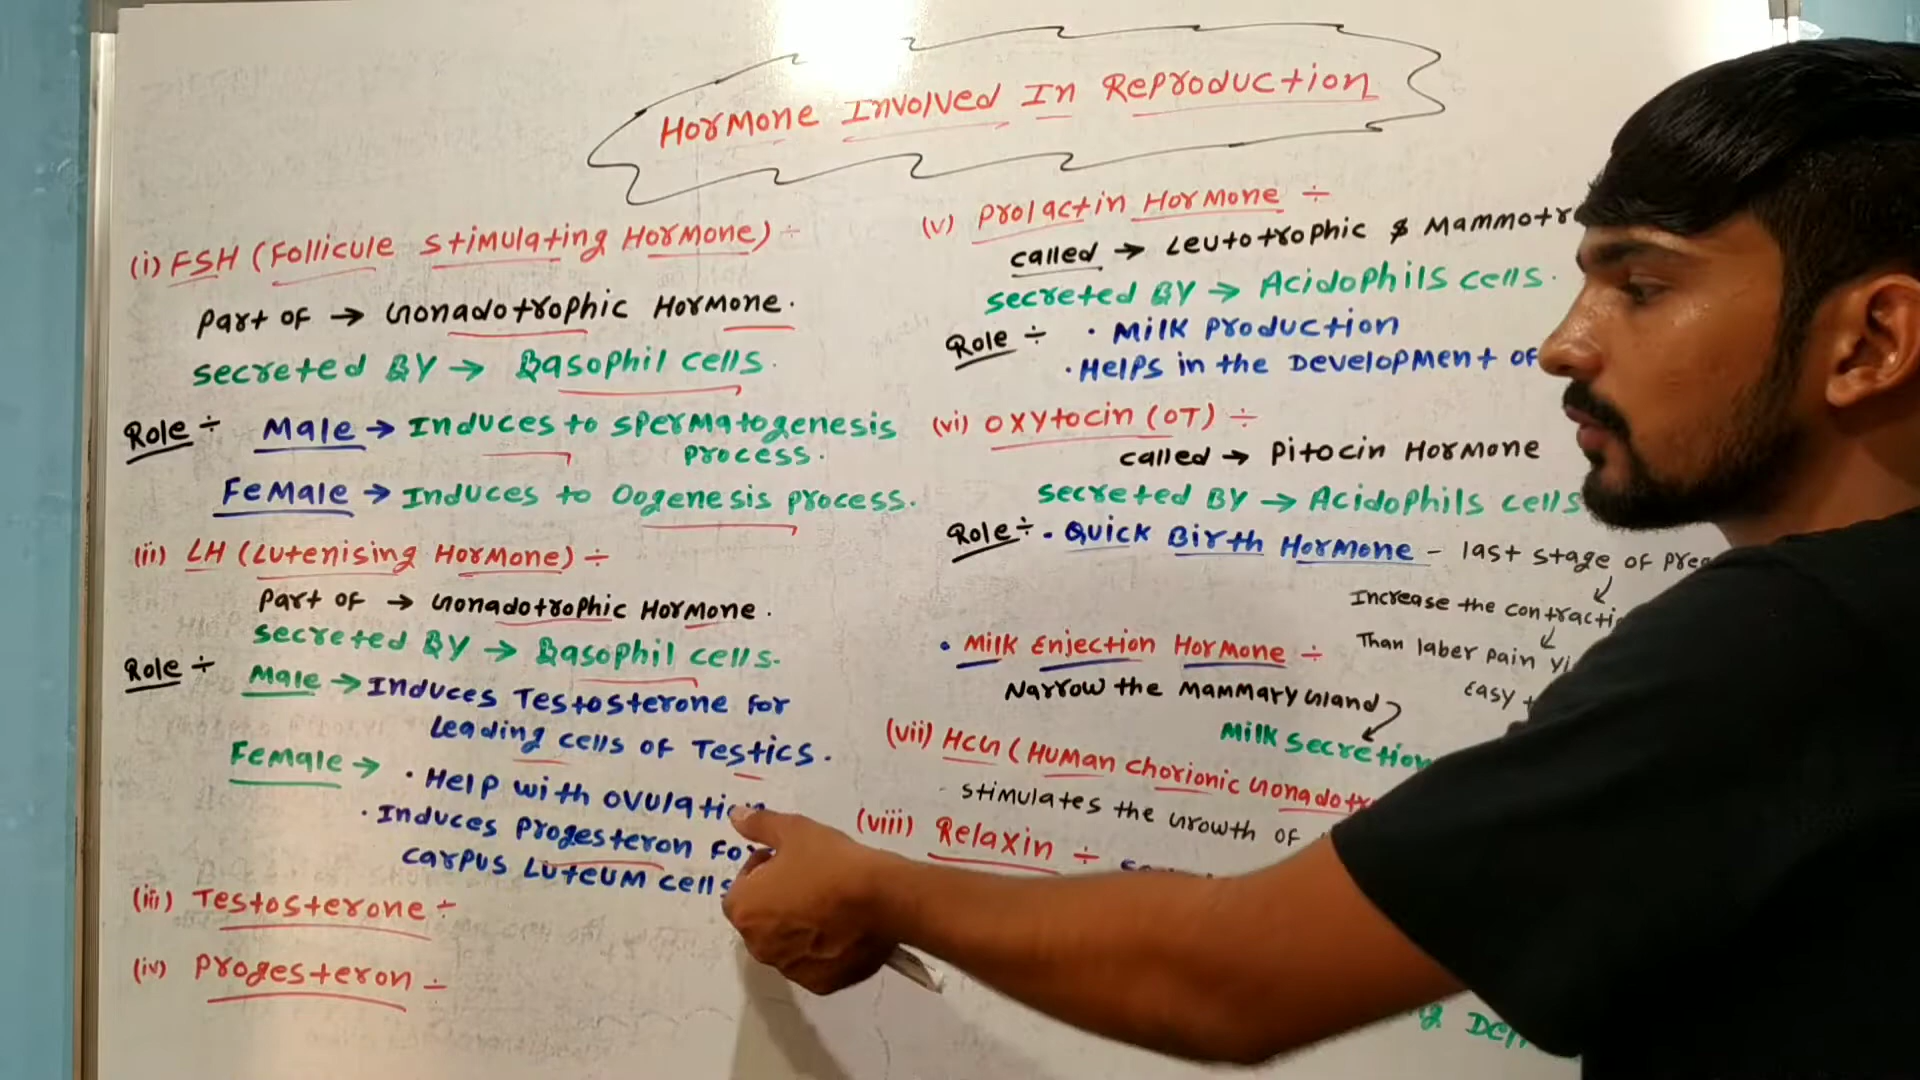 Hormone Involved In Reproduction
(i) FSH (Follicule stimulating Hormone) ÷
Part of → Gonadotrophic Hormone.
secreted By → Basophil cells.
Role ÷ Male → Induces to spermatogenesis
process.
Female → Induces to Oogenesis process.
(ii) LH (Lutenising Hormone) ÷
Part of → Gonadotrophic Hormone.
secreted By → Basophil cells.
Role ÷ Male → Induces Testosterone for
Leading cells of Testics.
Female → • Help with ovulation
• Induces Progesteron For
Carpus Luteum cells
(iii) Testosterone ÷
(iv) Progesteron ÷
(v) Prolactin Hormone ÷
called → Leutotrophic &
secreted By → Acidophils cells.
Role ÷ • Milk Production
• Helps in the Development of
(vi) Oxytocin (OT) ÷
called → Pitocin Hormone
secreted By → Acidophils cells
Role ÷ • Quick Birth Hormone - last stage of
Increase the
Than laber pain
easy
• Milk Enjection Hormone ÷
Narrow the mammary Gland
Milk secretion
(vii) HCG (Human Chorionic
- stimulates the Growth of
(viii) Relaxin ÷